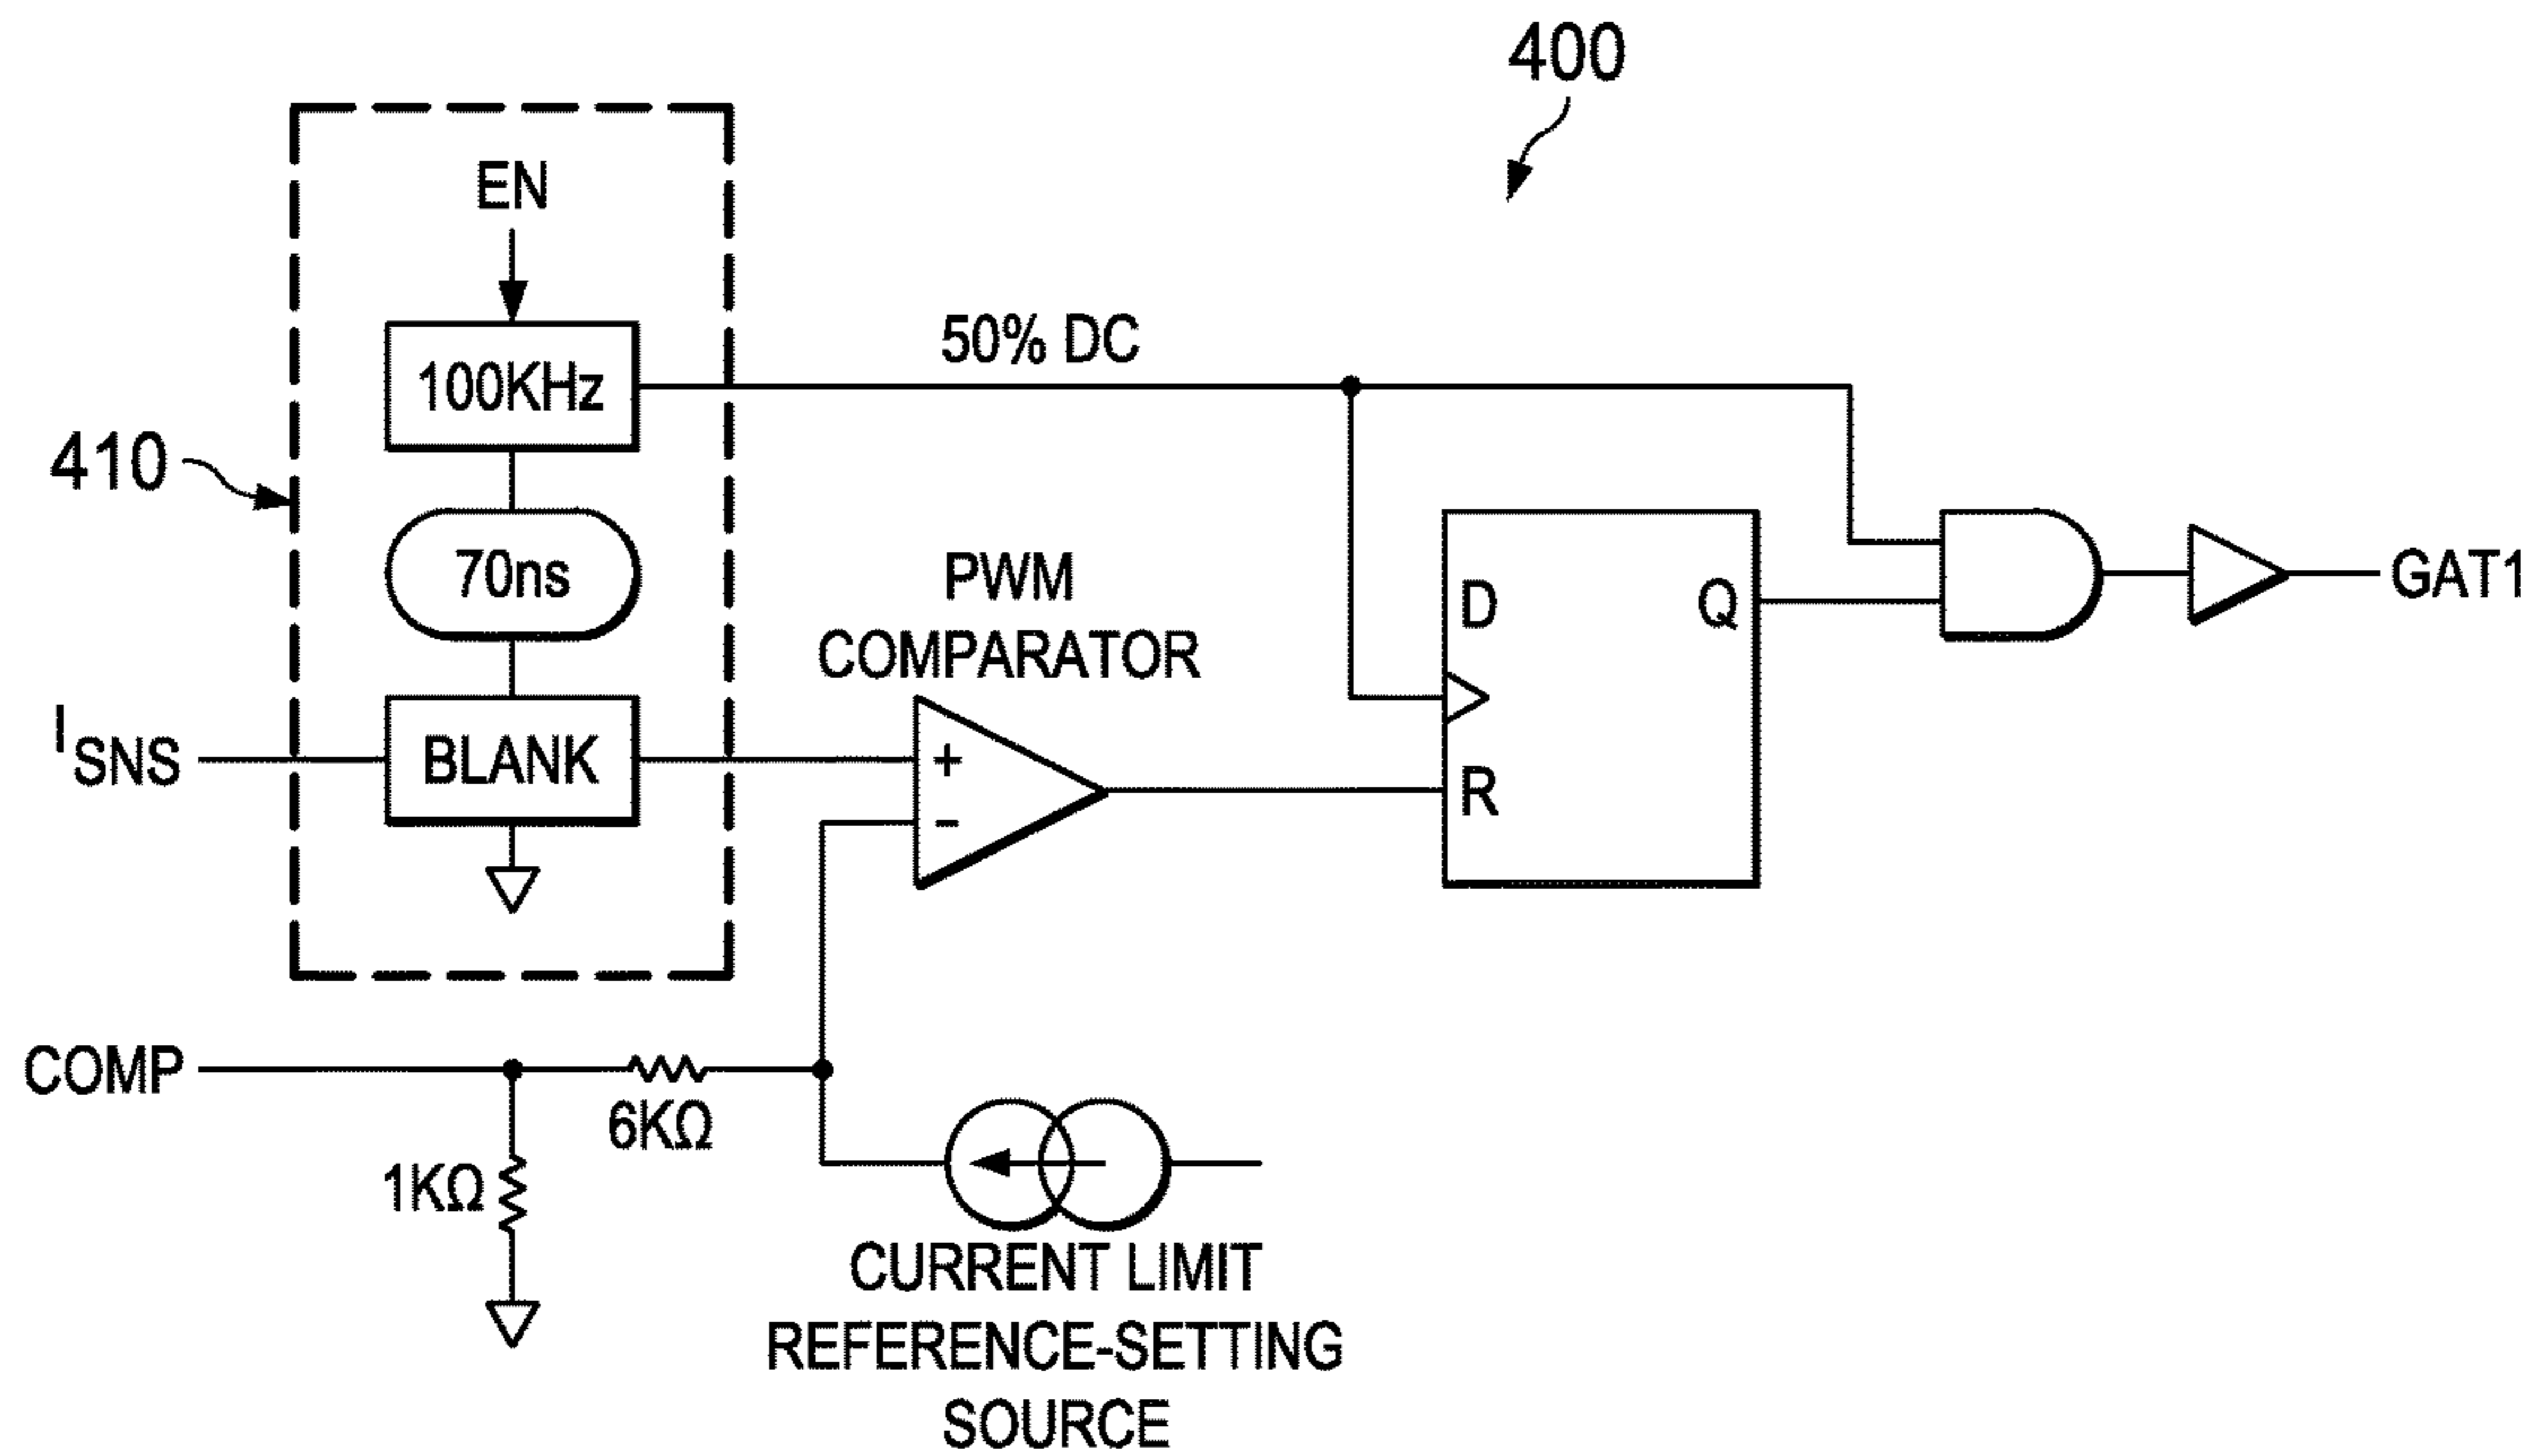 400
EN
100KHz
50% DC
410
70ns
PWM
COMPARATOR
D
Q
GAT1
I SNS
BLANK
+
−
R
COMP
6KΩ
1KΩ
CURRENT LIMIT
REFERENCE-SETTING
SOURCE